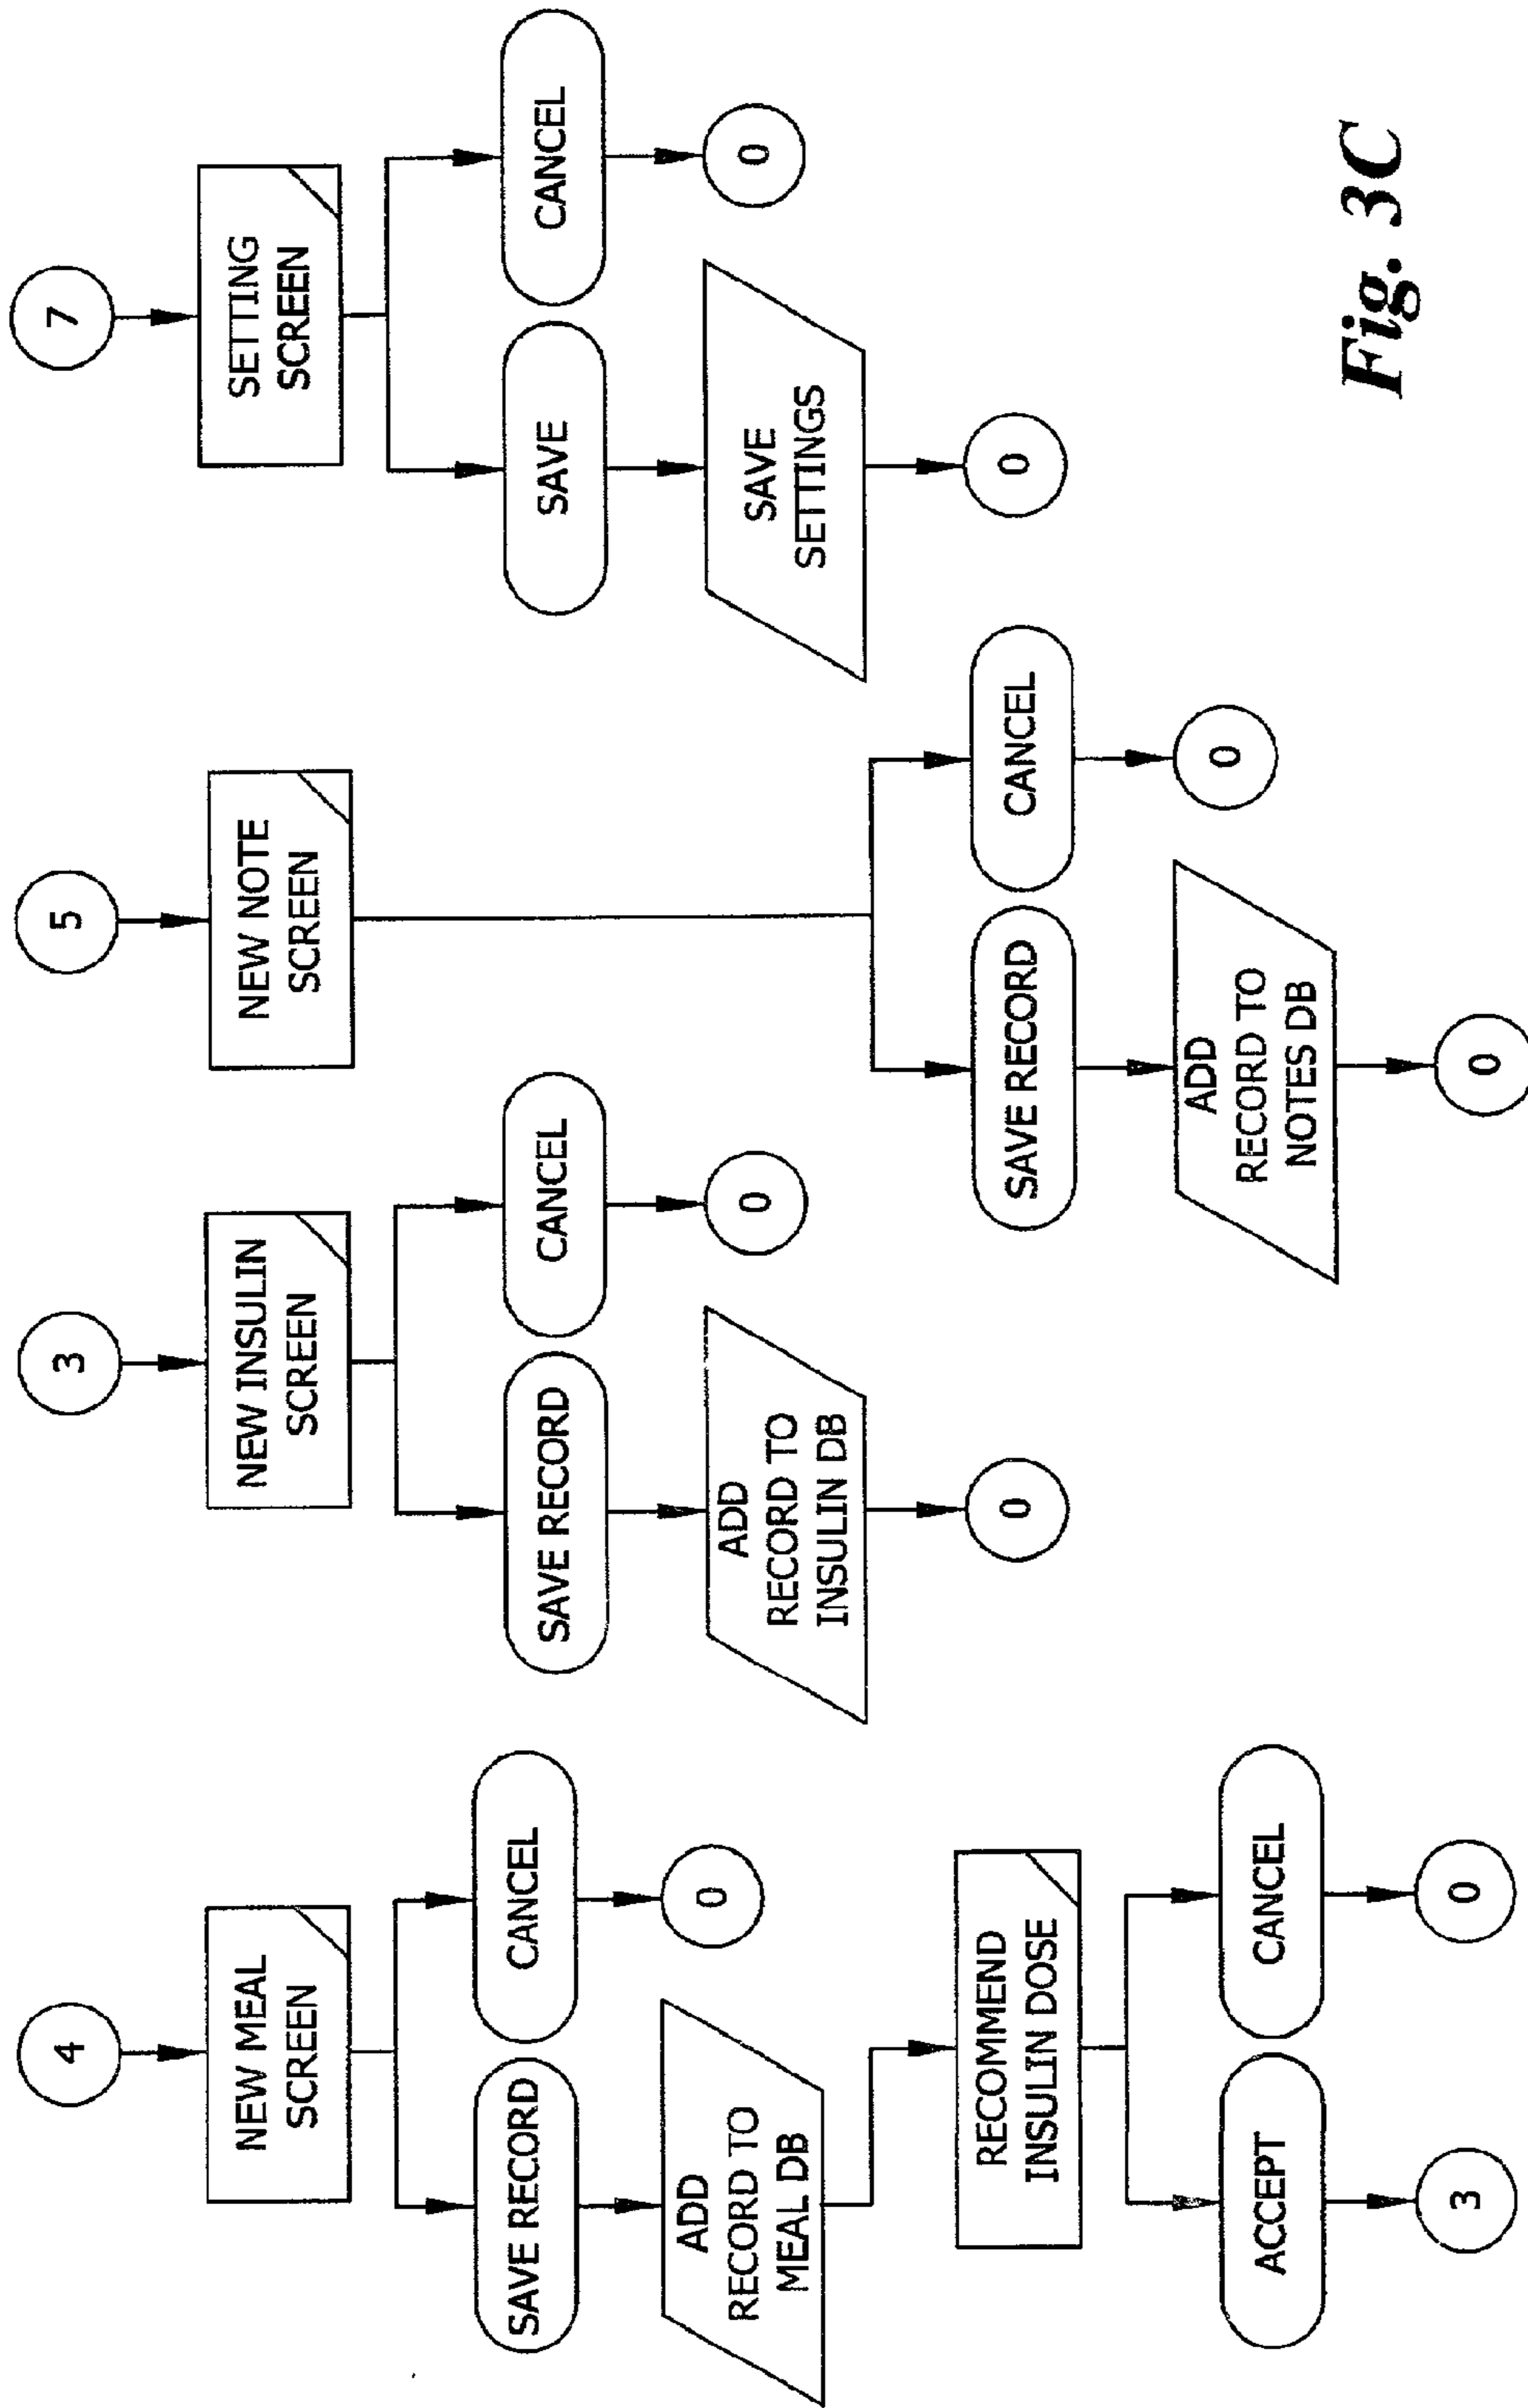 4
NEW MEAL
SCREEN
SAVE RECORD
CANCEL
0
ADD
RECORD TO
MEAL DB
RECOMMEND
INSULIN DOSE
ACCEPT
CANCEL
3
0
3
NEW INSULIN
SCREEN
SAVE RECORD
CANCEL
0
ADD
RECORD TO
INSULIN DB
0
5
NEW NOTE
SCREEN
SAVE RECORD
CANCEL
0
ADD
RECORD TO
NOTES DB
0
7
SETTING
SCREEN
SAVE
CANCEL
0
SAVE
SETTINGS
0
Fig. 3C